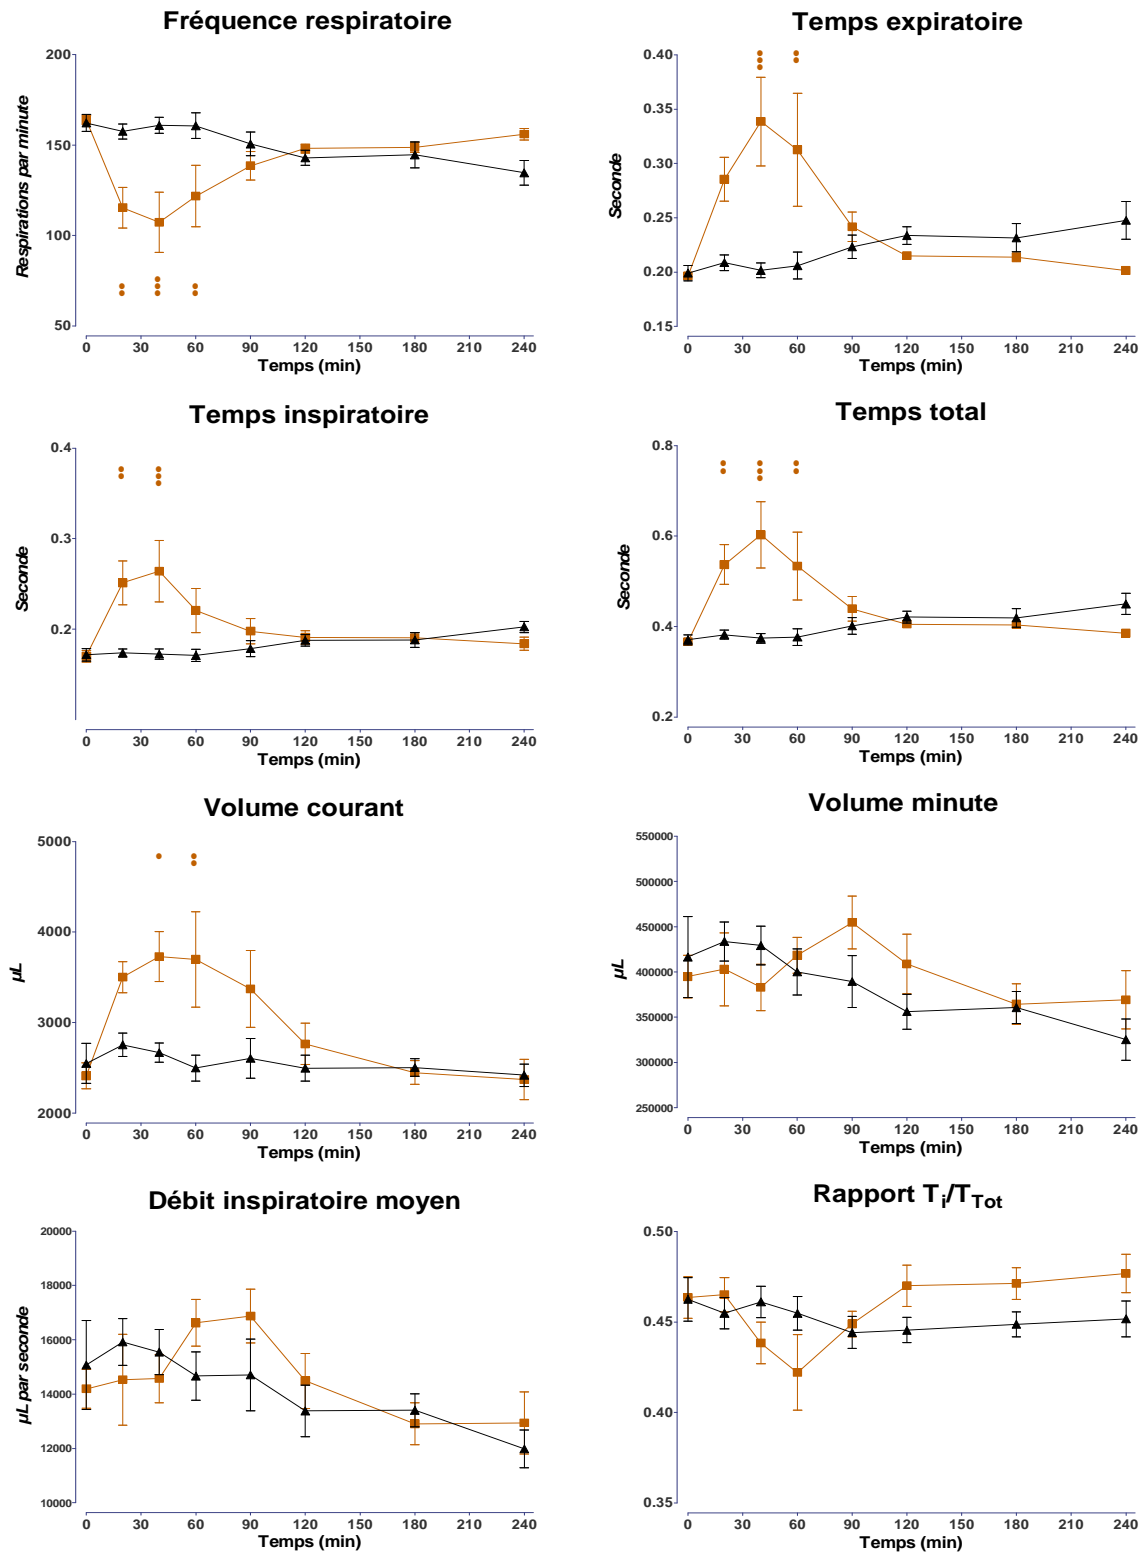 Fréquence respiratoire
Respirations par minute
200
150
100
50
0 30 60 90 120 150 180 210 240
Temps (min)
Temps expiratoire
Seconde
0.40
0.35
0.30
0.25
0.20
0.15
0 30 60 90 120 150 180 210 240
Temps (min)
Temps inspiratoire
Seconde
0.4
0.3
0.2
0 30 60 90 120 150 180 210 240
Temps (min)
Temps total
Seconde
0.8
0.6
0.4
0.2
0 30 60 90 120 150 180 210 240
Temps (min)
Volume courant
µL
5000
4000
3000
2000
0 30 60 90 120 150 180 210 240
Temps (min)
Volume minute
µL
550000
500000
450000
400000
350000
300000
250000
0 30 60 90 120 150 180 210 240
Temps (min)
Débit inspiratoire moyen
µL par seconde
20000
18000
16000
14000
12000
10000
0 30 60 90 120 150 180 210 240
Temps (min)
Rapport Ti/TTot
0.50
0.45
0.40
0.35
0 30 60 90 120 150 180 210 240
Temps (min)